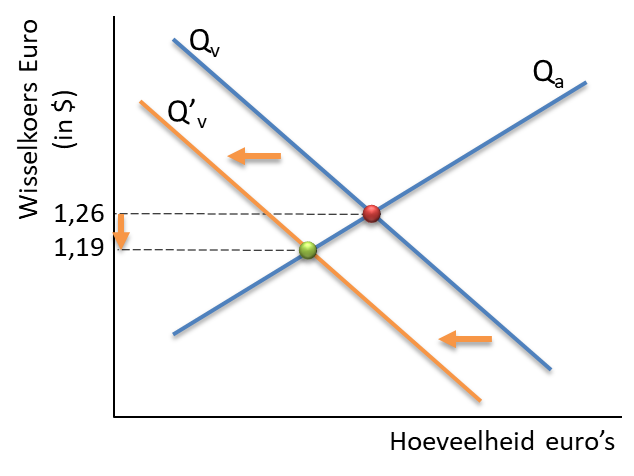 Wisselkoers Euro
(in $)
Qv
Qa
Q’v
1,26
1,19
Hoeveelheid euro’s